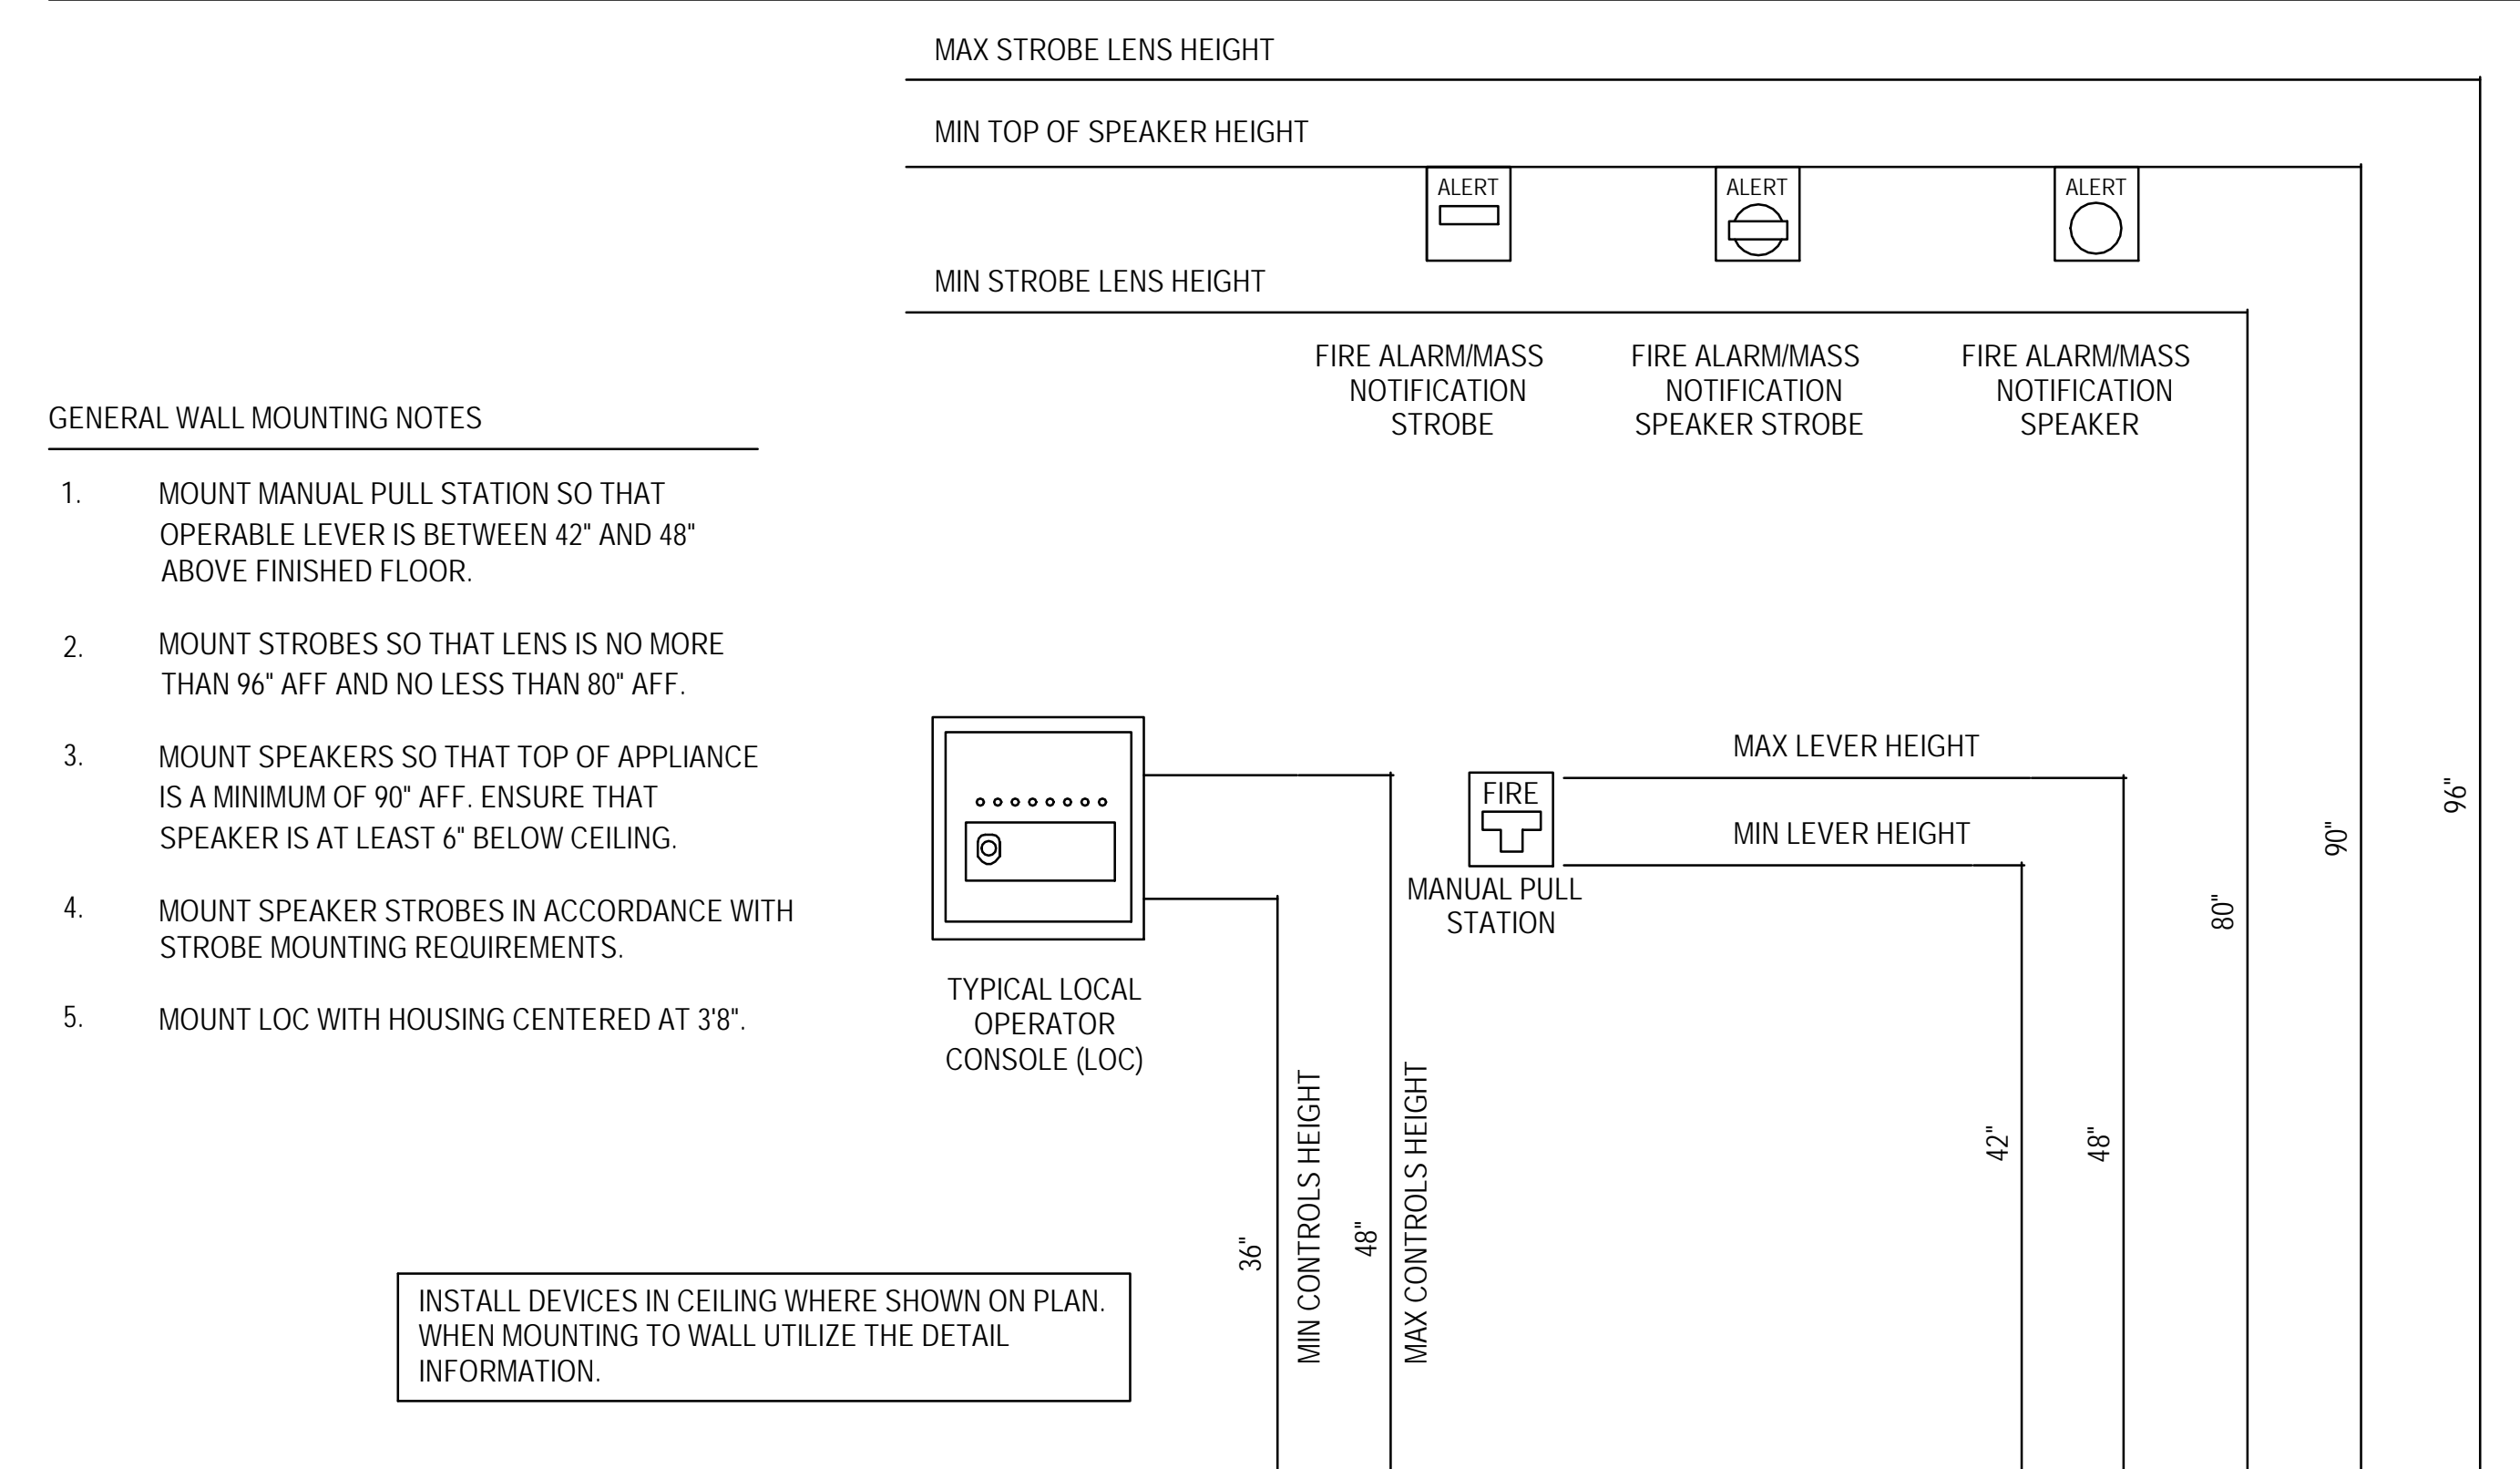 MAX STROBE LENS HEIGHT
MIN TOP OF SPEAKER HEIGHT
ALERT
ALERT
ALERT
MIN STROBE LENS HEIGHT
FIRE ALARM/MASS
NOTIFICATION
STROBE
FIRE ALARM/MASS
NOTIFICATION
SPEAKER STROBE
FIRE ALARM/MASS
NOTIFICATION
SPEAKER
GENERAL WALL MOUNTING NOTES
1. MOUNT MANUAL PULL STATION SO THAT
OPERABLE LEVER IS BETWEEN 42" AND 48"
ABOVE FINISHED FLOOR.
2. MOUNT STROBES SO THAT LENS IS NO MORE
THAN 96" AFF AND NO LESS THAN 80" AFF.
3. MOUNT SPEAKERS SO THAT TOP OF APPLIANCE
IS A MINIMUM OF 90" AFF. ENSURE THAT
SPEAKER IS AT LEAST 6" BELOW CEILING.
4. MOUNT SPEAKER STROBES IN ACCORDANCE WITH
STROBE MOUNTING REQUIREMENTS.
5. MOUNT LOC WITH HOUSING CENTERED AT 3'8".
TYPICAL LOCAL
OPERATOR
CONSOLE (LOC)
FIRE
MANUAL PULL
STATION
MAX LEVER HEIGHT
MIN LEVER HEIGHT
36"
MIN CONTROLS HEIGHT
48"
MAX CONTROLS HEIGHT
42"
48"
80"
90"
96"
INSTALL DEVICES IN CEILING WHERE SHOWN ON PLAN.
WHEN MOUNTING TO WALL UTILIZE THE DETAIL
INFORMATION.